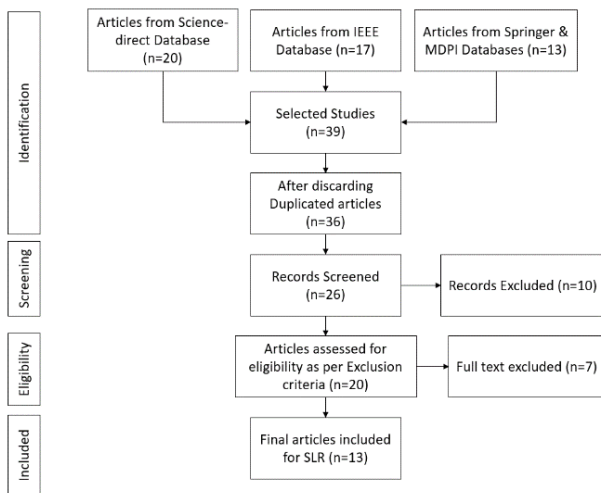 Articles from Science-
direct Database
(n=20)
Articles from IEEE
Database (n=17)
Articles from Springer &
MDPI Databases (n=13)
Identification
Selected Studies
(n=39)
After discarding
Duplicated articles
(n=36)
Screening
Records Screened
(n=26)
Records Excluded (n=10)
Eligibility
Articles assessed for
eligibility as per Exclusion
criteria (n=20)
Full text excluded (n=7)
Included
Final articles included
for SLR (n=13)